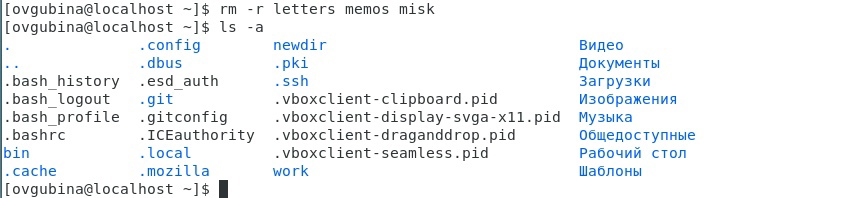 [ovgubina@localhost ~]$ rm -r letters memos misk
[ovgubina@localhost ~]$ ls -a
. .config newdir Видео
.. .dbus .pki Документы
.bash_history .esd_auth .ssh Загрузки
.bash_logout .git .vboxclient-clipboard.pid Изображения
.bash_profile .gitconfig .vboxclient-display-svga-x11.pid Музыка
.bashrc .ICEauthority .vboxclient-draganddrop.pid Общедоступные
bin .local .vboxclient-seamless.pid Рабочий стол
.cache .mozilla work Шаблоны
[ovgubina@localhost ~]$